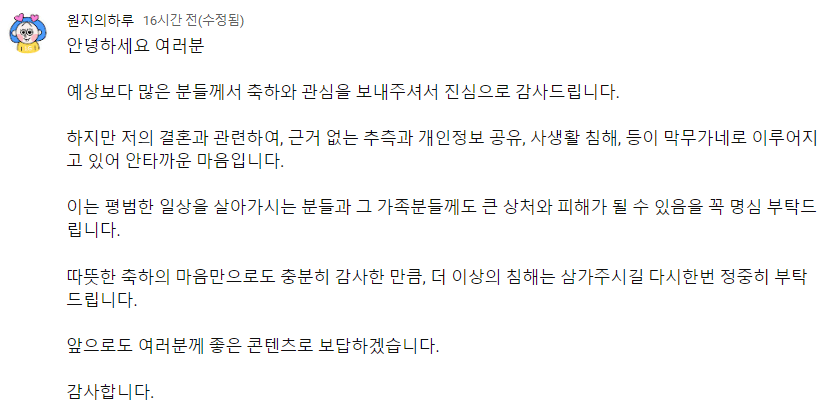 원지의하루 16시간 전(수정됨)
안녕하세요 여러분
예상보다 많은 분들께서 축하와 관심을 보내주셔서 진심으로 감사드립니다.
하지만 저의 결혼과 관련하여, 근거 없는 추측과 개인정보 공유, 사생활 침해, 등이 막무가네로 이루어지
고 있어 안타까운 마음입니다.
이는 평범한 일상을 살아가시는 분들과 그 가족분들께도 큰 상처와 피해가 될 수 있음을 꼭 명심 부탁드
립니다.
따뜻한 축하의 마음만으로도 충분히 감사한 만큼, 더 이상의 침해는 삼가주시길 다시한번 정중히 부탁
드립니다.
앞으로도 여러분께 좋은 콘텐츠로 보답하겠습니다.
감사합니다.